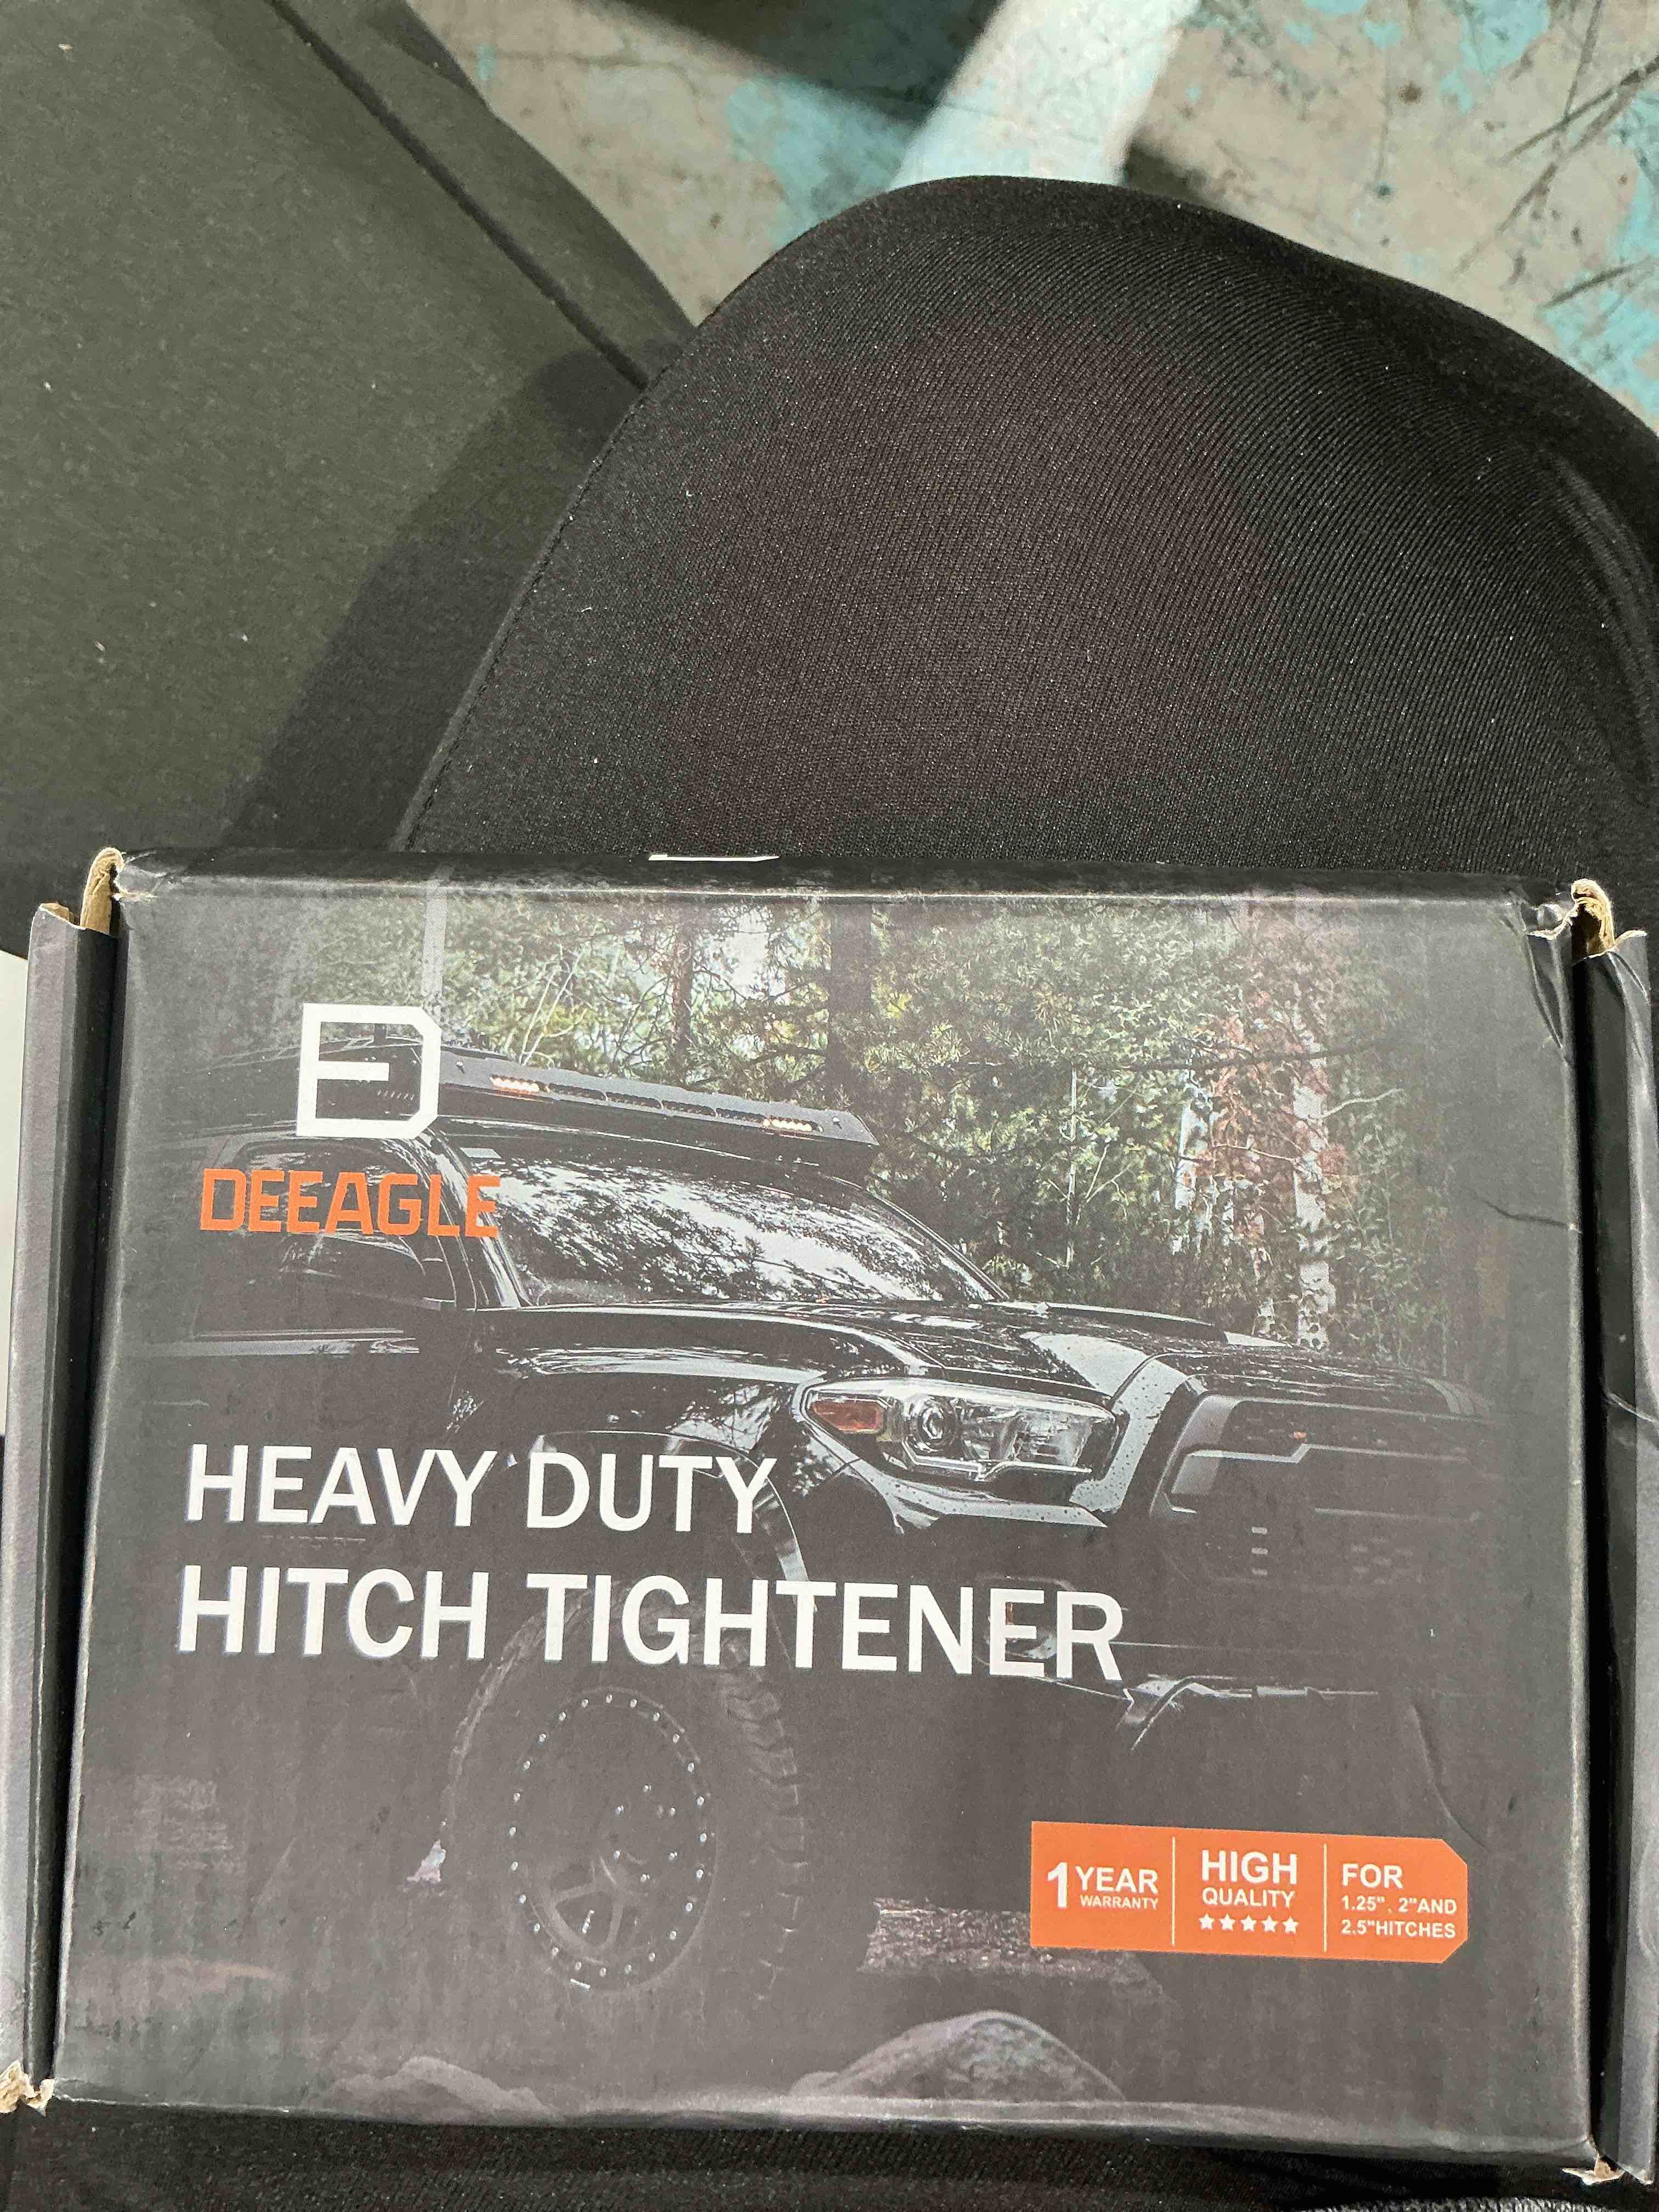 DEEAGLE
HEAVY DUTY
HITCH TIGHTENER
1 YEAR
WARRANTY
HIGH
QUALITY
FOR
1.25", 2"AND
2.5"HITCHES